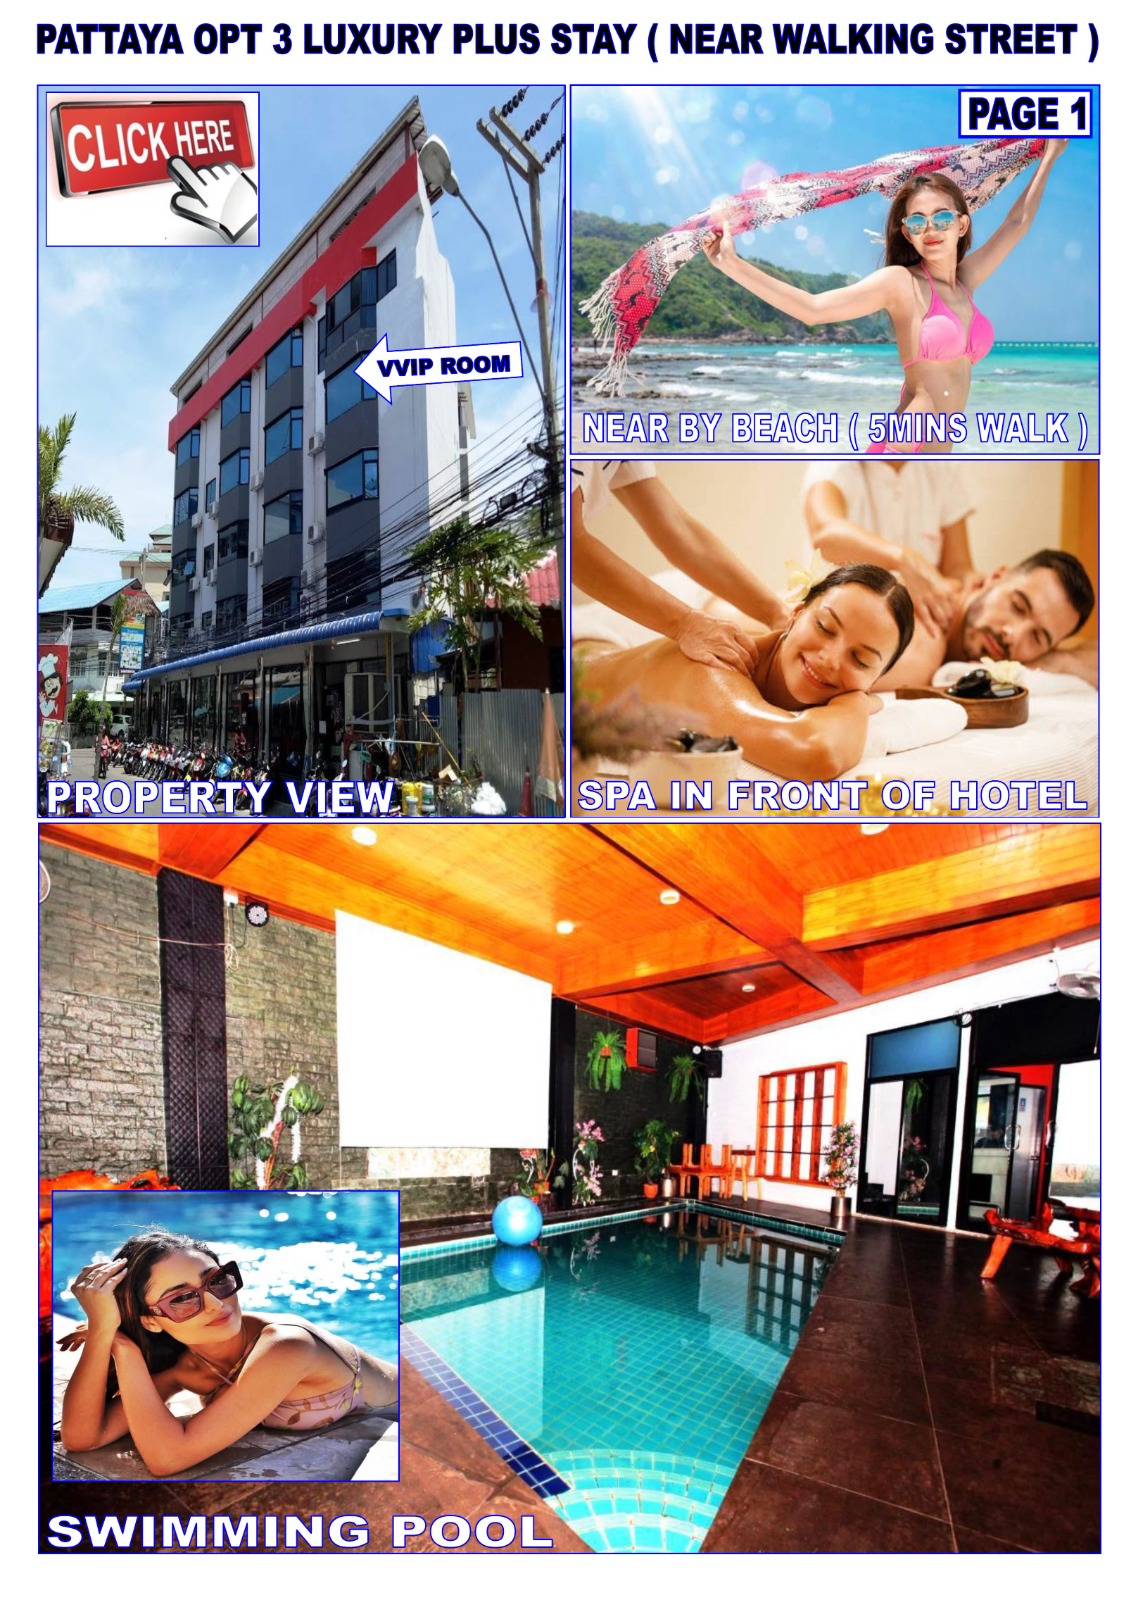 PATTAYA OPT 3 LUXURY PLUS STAY ( NEAR WALKING STREET )
CLICK HERE
PAGE 1
VVIP ROOM
NEAR BY BEACH ( 5MINS WALK )
PROPERTY VIEW
SPA IN FRONT OF HOTEL
SWIMMING POOL